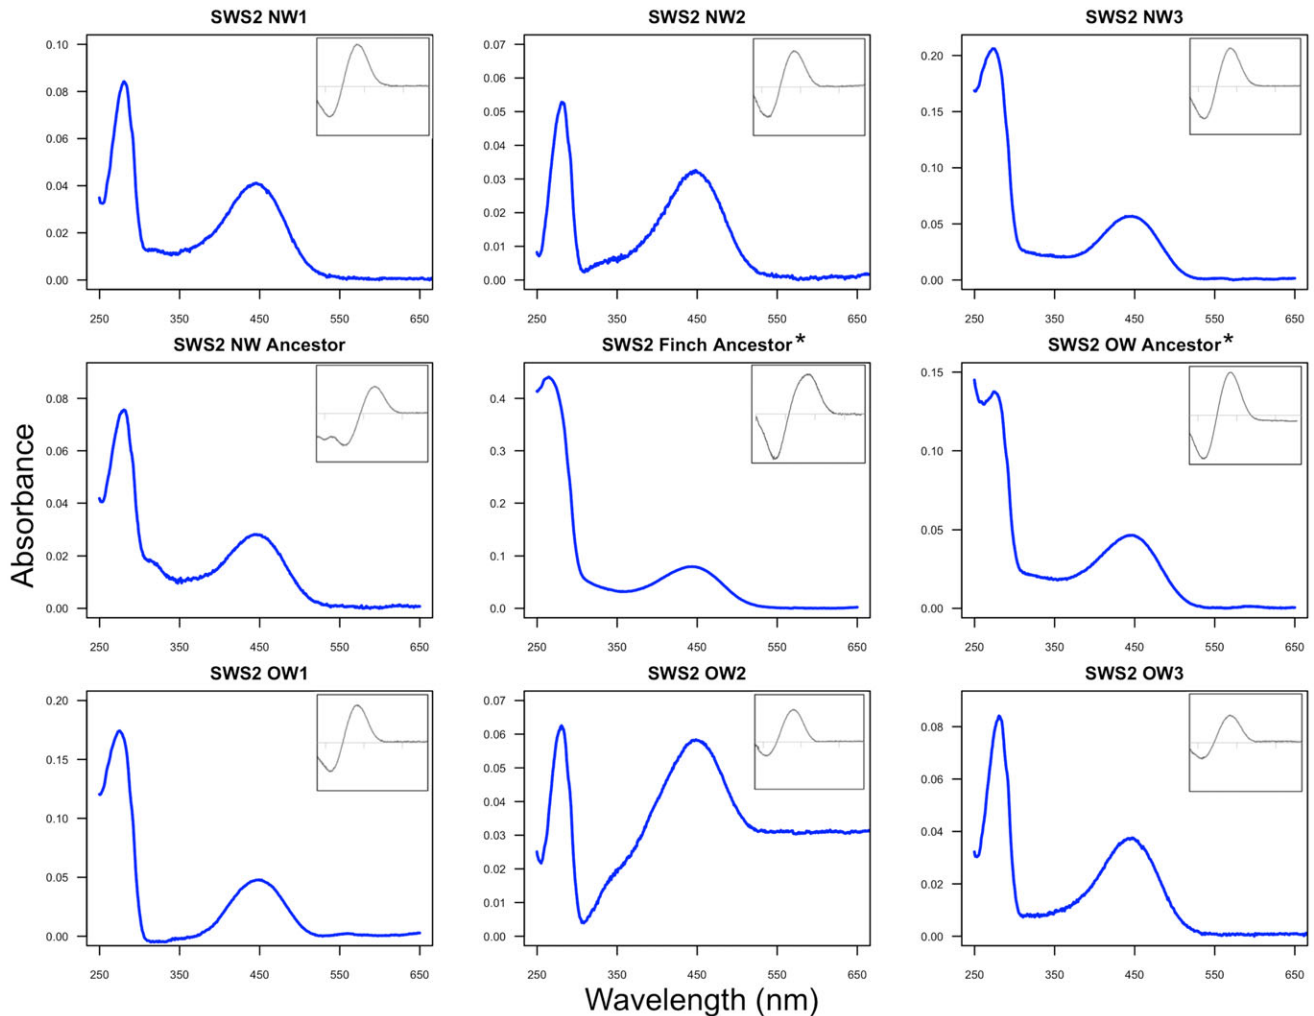 SWS2 NW1
0.10
0.08
0.06
0.04
0.02
0.00
250 350 450 550 650
SWS2 NW2
0.07
0.06
0.05
0.04
0.03
0.02
0.01
0.00
250 350 450 550 650
SWS2 NW3
0.20
0.15
0.10
0.05
0.00
250 350 450 550 650
SWS2 NW Ancestor
0.08
0.06
0.04
0.02
0.00
250 350 450 550 650
SWS2 Finch Ancestor*
0.4
0.3
0.2
0.1
0.0
250 350 450 550 650
SWS2 OW Ancestor*
0.15
0.10
0.05
0.00
250 350 450 550 650
SWS2 OW1
0.20
0.15
0.10
0.05
0.00
250 350 450 550 650
SWS2 OW2
0.07
0.06
0.05
0.04
0.03
0.02
0.01
0.00
250 350 450 550 650
SWS2 OW3
0.08
0.06
0.04
0.02
0.00
250 350 450 550 650
Absorbance
Wavelength (nm)